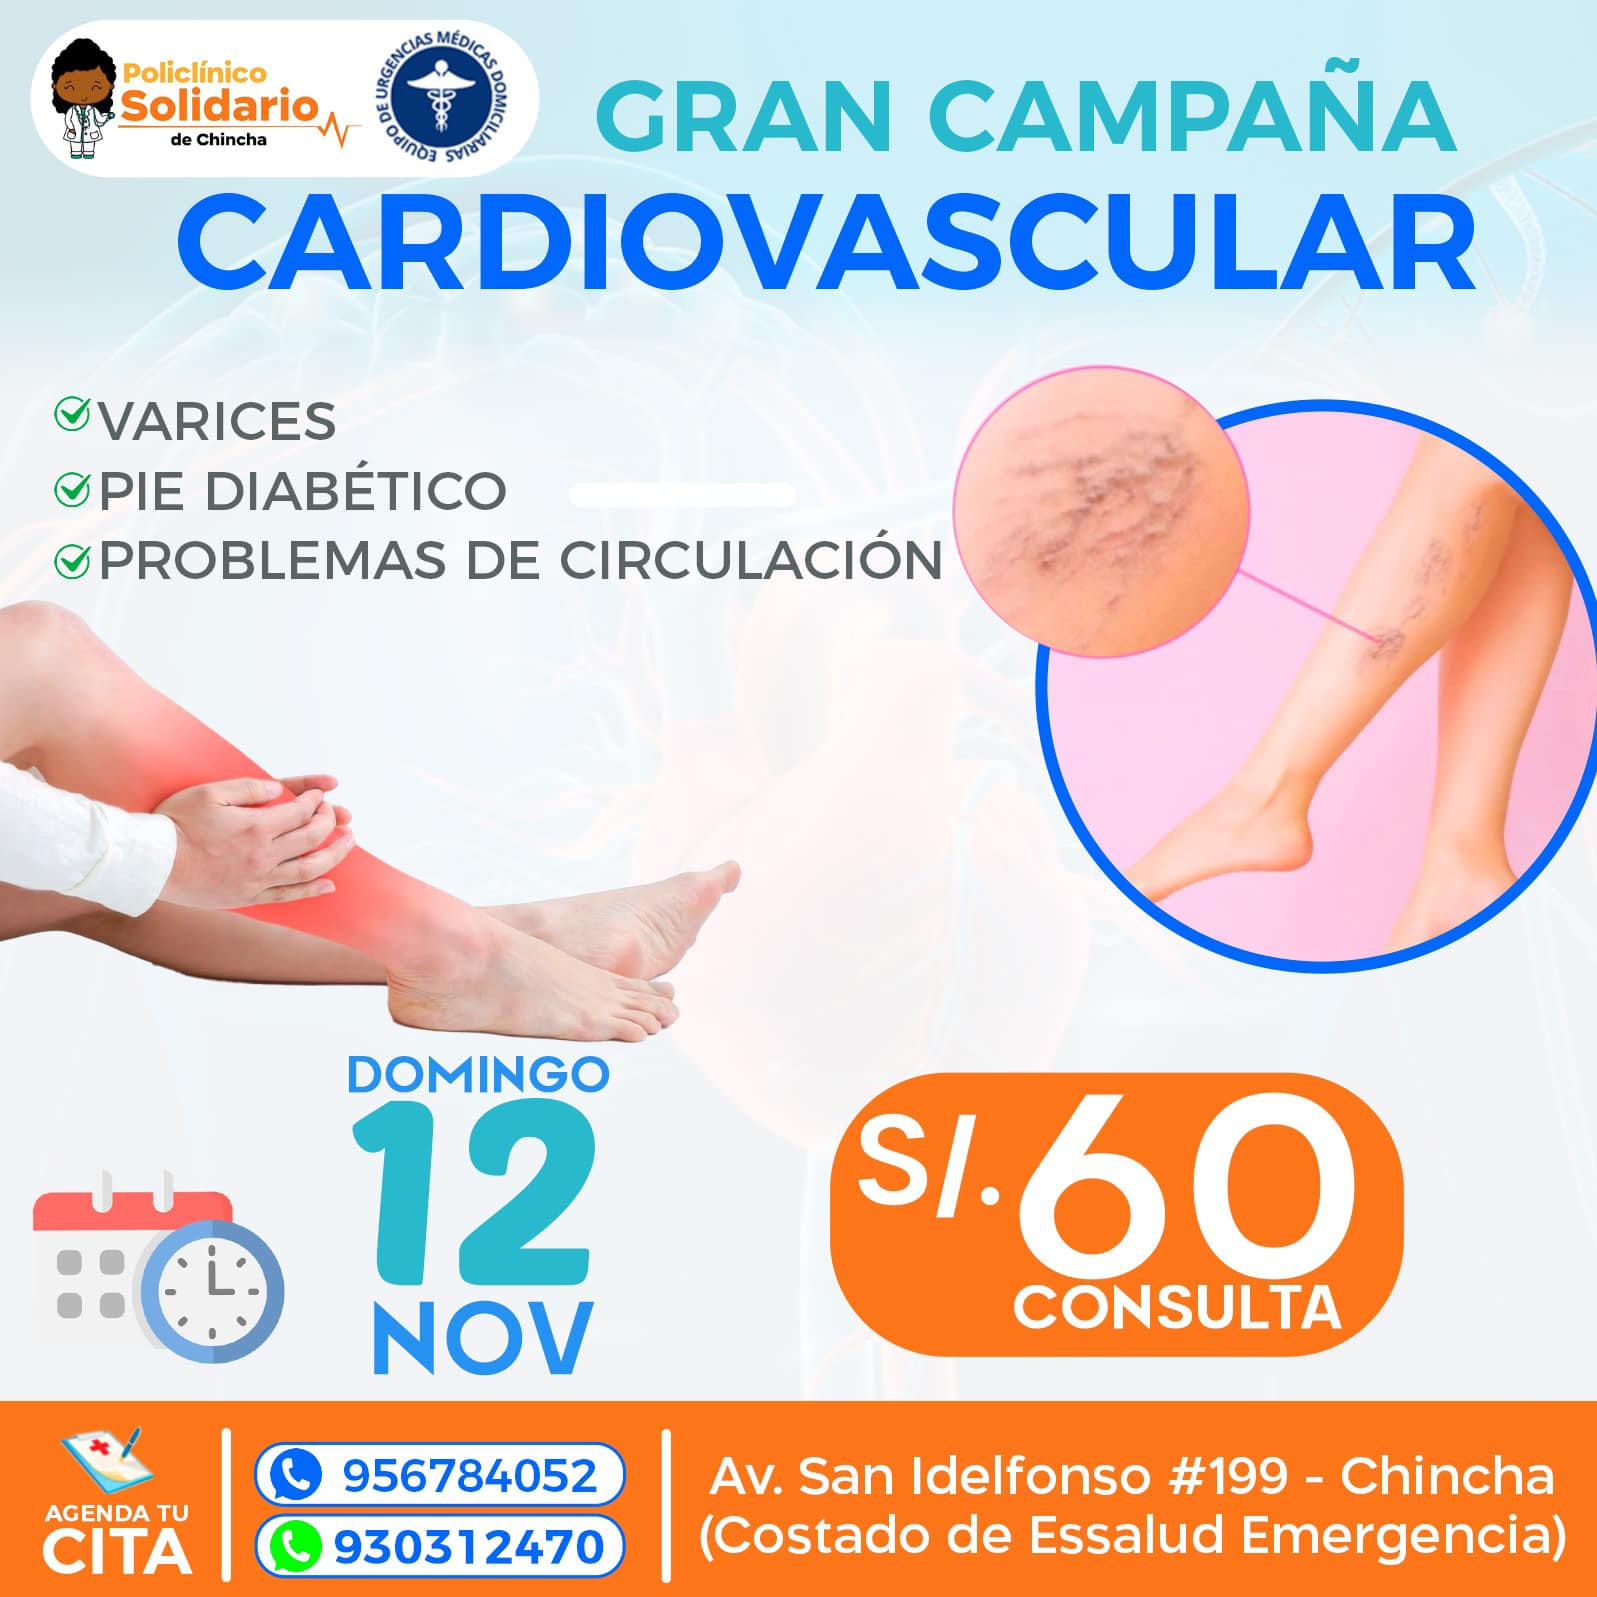 Policlínico
Solidario
de Chincha
EQUIPO DE URGENCIAS MÉDICAS DOMICILIARIAS
GRAN CAMPAÑA
CARDIOVASCULAR
VARICES
PIE DIABÉTICO
PROBLEMAS DE CIRCULACIÓN
DOMINGO
12
NOV
S/.60
CONSULTA
AGENDA TU
CITA
956784052
930312470
Av. San Idelfonso #199 - Chincha
(Costado de Essalud Emergencia)